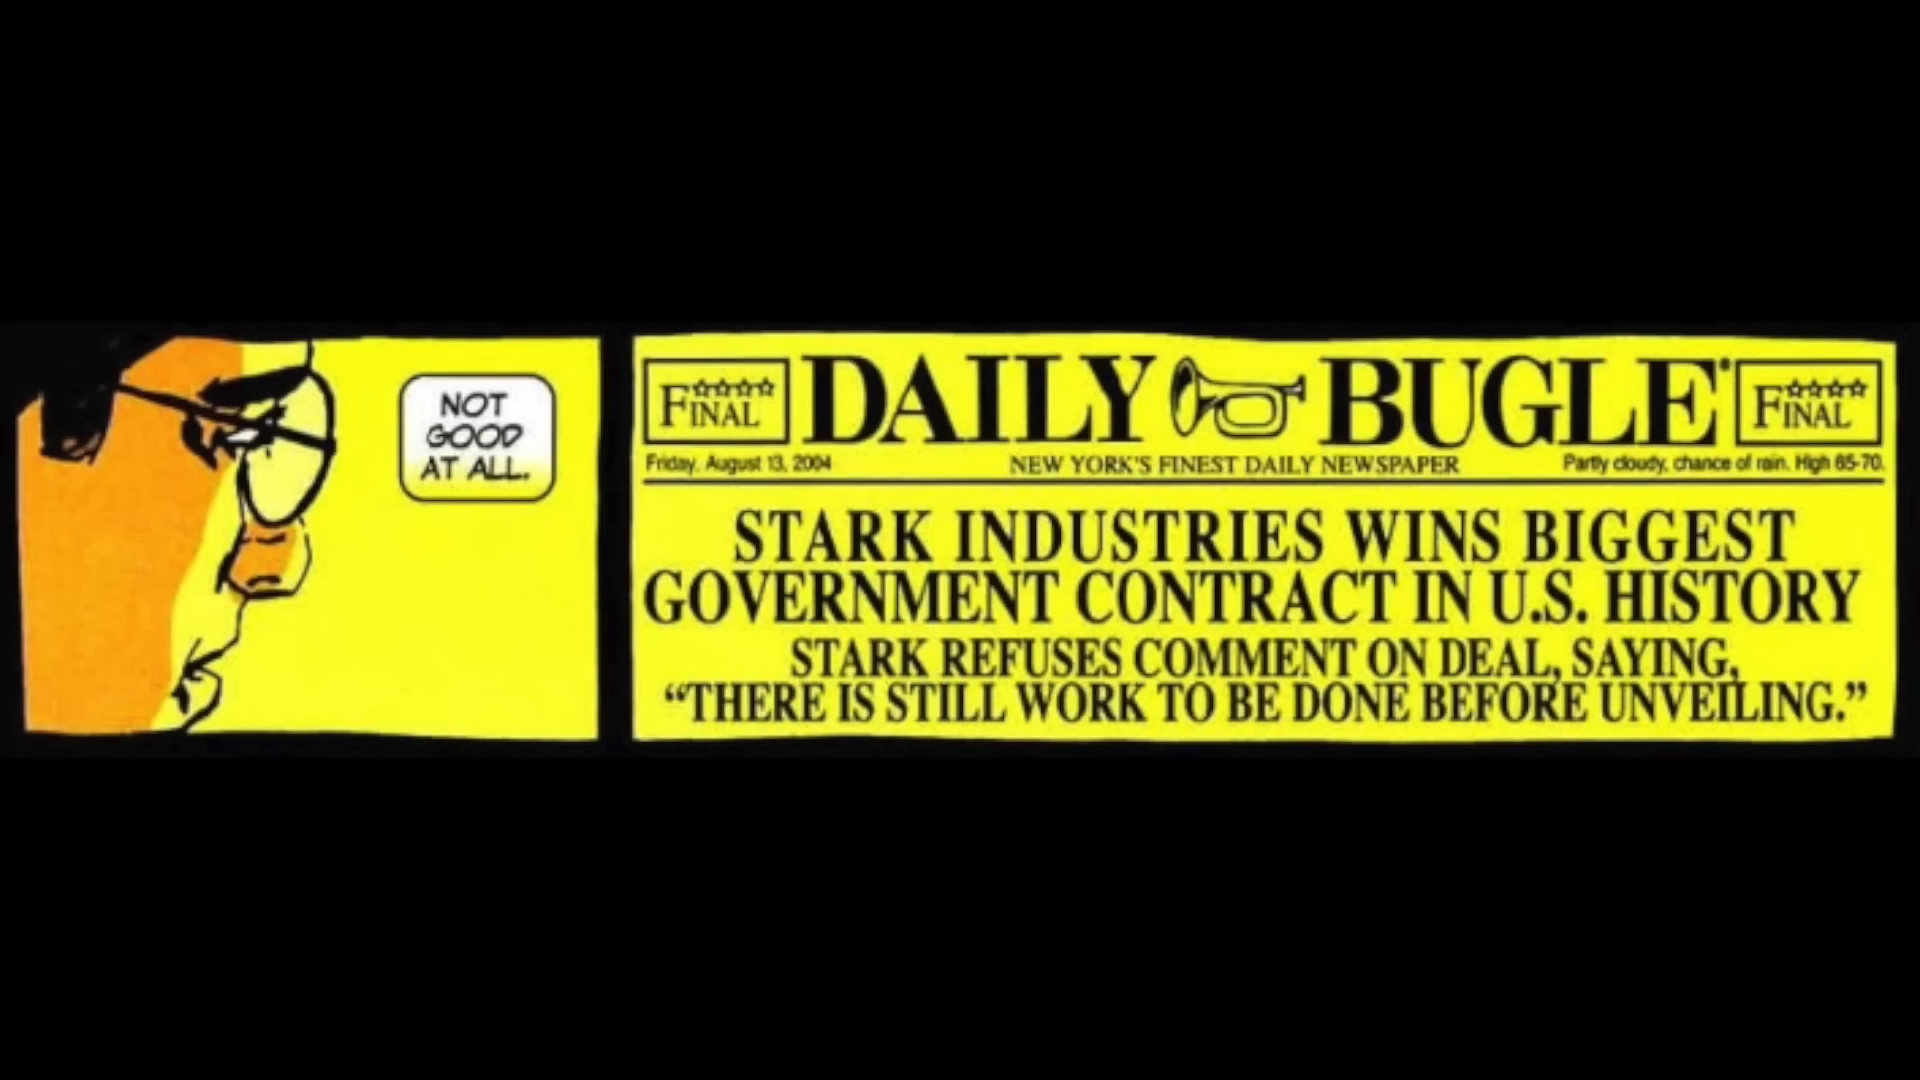 NOT
GOOD
AT ALL.
FINAL
DAILY BUGLE
FINAL
Friday, August 13, 2004
NEW YORK'S FINEST DAILY NEWSPAPER
Partly cloudy, chance of rain. High 65-70.
STARK INDUSTRIES WINS BIGGEST
GOVERNMENT CONTRACT IN U.S. HISTORY
STARK REFUSES COMMENT ON DEAL, SAYING,
“THERE IS STILL WORK TO BE DONE BEFORE UNVEILING.”